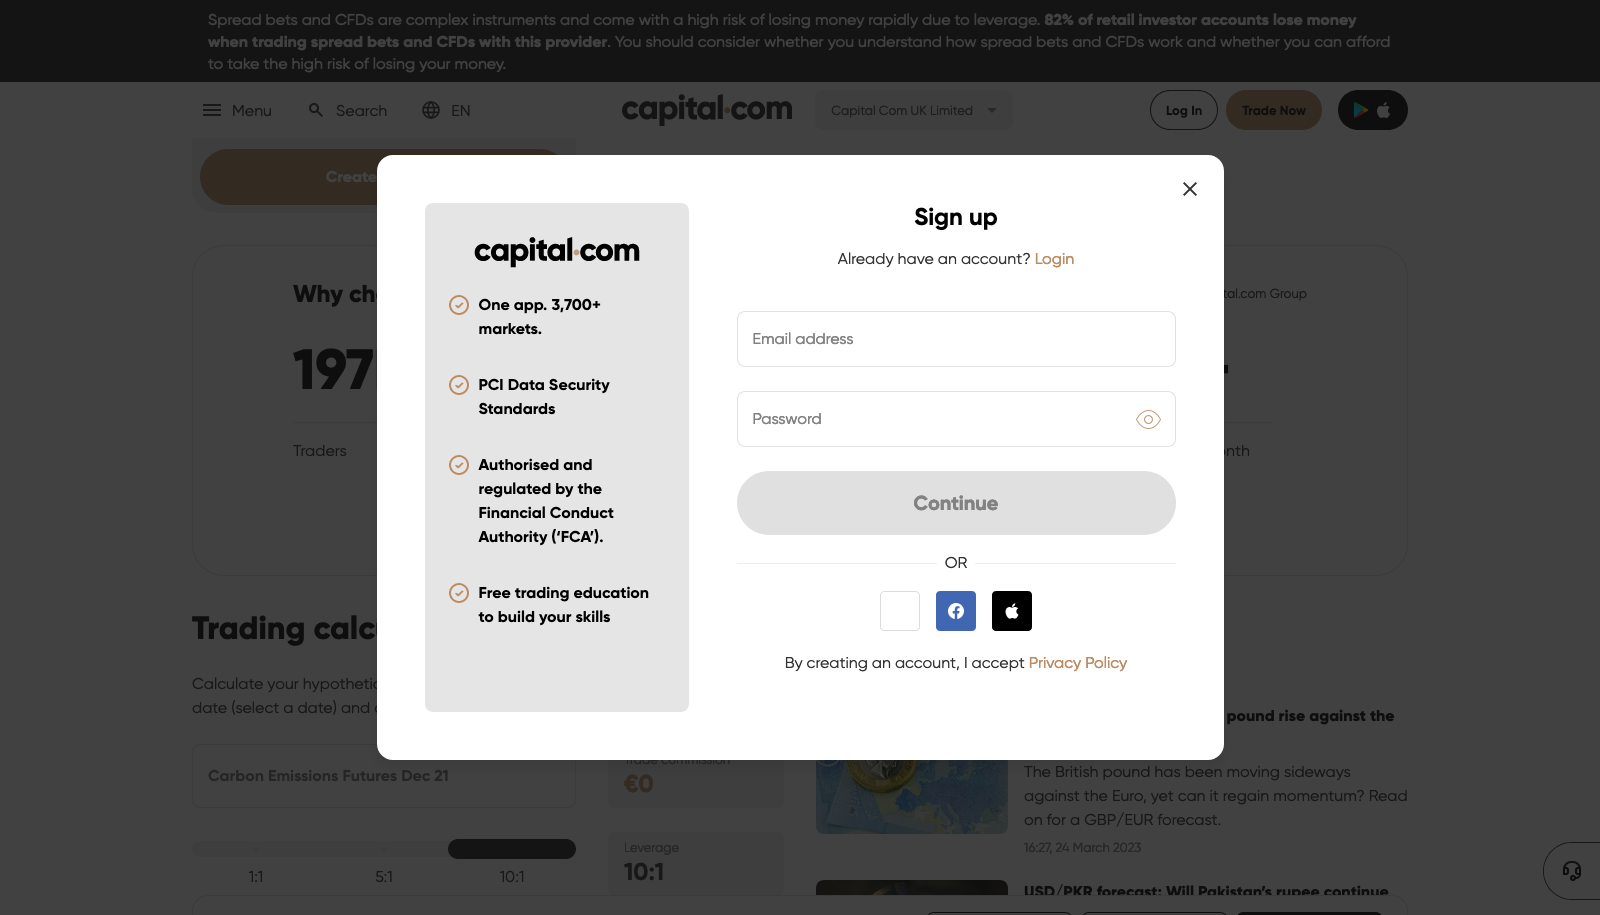 Spread bets and CFDs are complex instruments and come with a high risk of losing money rapidly due to leverage. 82% of retail investor accounts lose money
when trading spread bets and CFDs with this provider. You should consider whether you understand how spread bets and CFDs work and whether you can afford
to take the high risk of losing your money.
Menu
Search
EN
capital.com
Capital Com UK Limited
Log In
Trade Now
Create
Sign up
Already have an account? Login
capital.com
One app. 3,700+
markets.
PCI Data Security
Standards
Authorised and
regulated by the
Financial Conduct
Authority (‘FCA’).
Free trading education
to build your skills
Email address
Password
Continue
OR
By creating an account, I accept Privacy Policy
Why
tal.com Group
197
Traders
Trading
Calculate your
date (select a date) and
Carbon Emissions Futures Dec 21
1:1
5:1
10:1
Trade commission
€0
Leverage
10:1
pound rise against the
The British pound has been moving sideways
against the Euro, yet can it regain momentum? Read
on for a GBP/EUR forecast.
16:27, 24 March 2023
USD/PKR forecast: Will Pakistan’s rupee continue